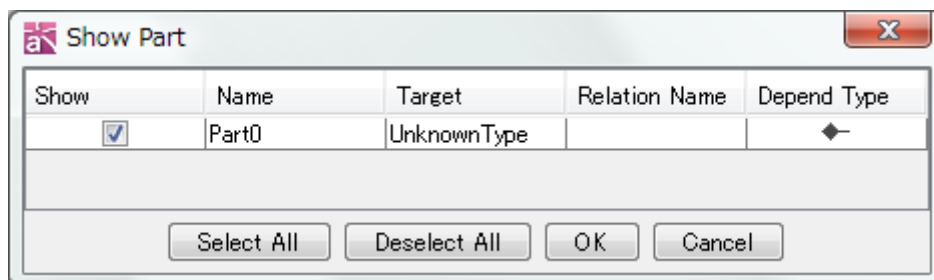 Show Part
Show Name Target Relation Name Depend Type
Part0 UnknownType
Select All Deselect All OK Cancel